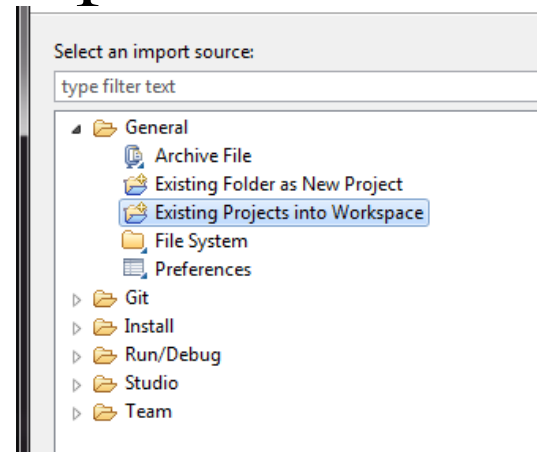 Select an import source:
type filter text
General
Archive File
Existing Folder as New Project
Existing Projects into Workspace
File System
Preferences
Git
Install
Run/Debug
Studio
Team